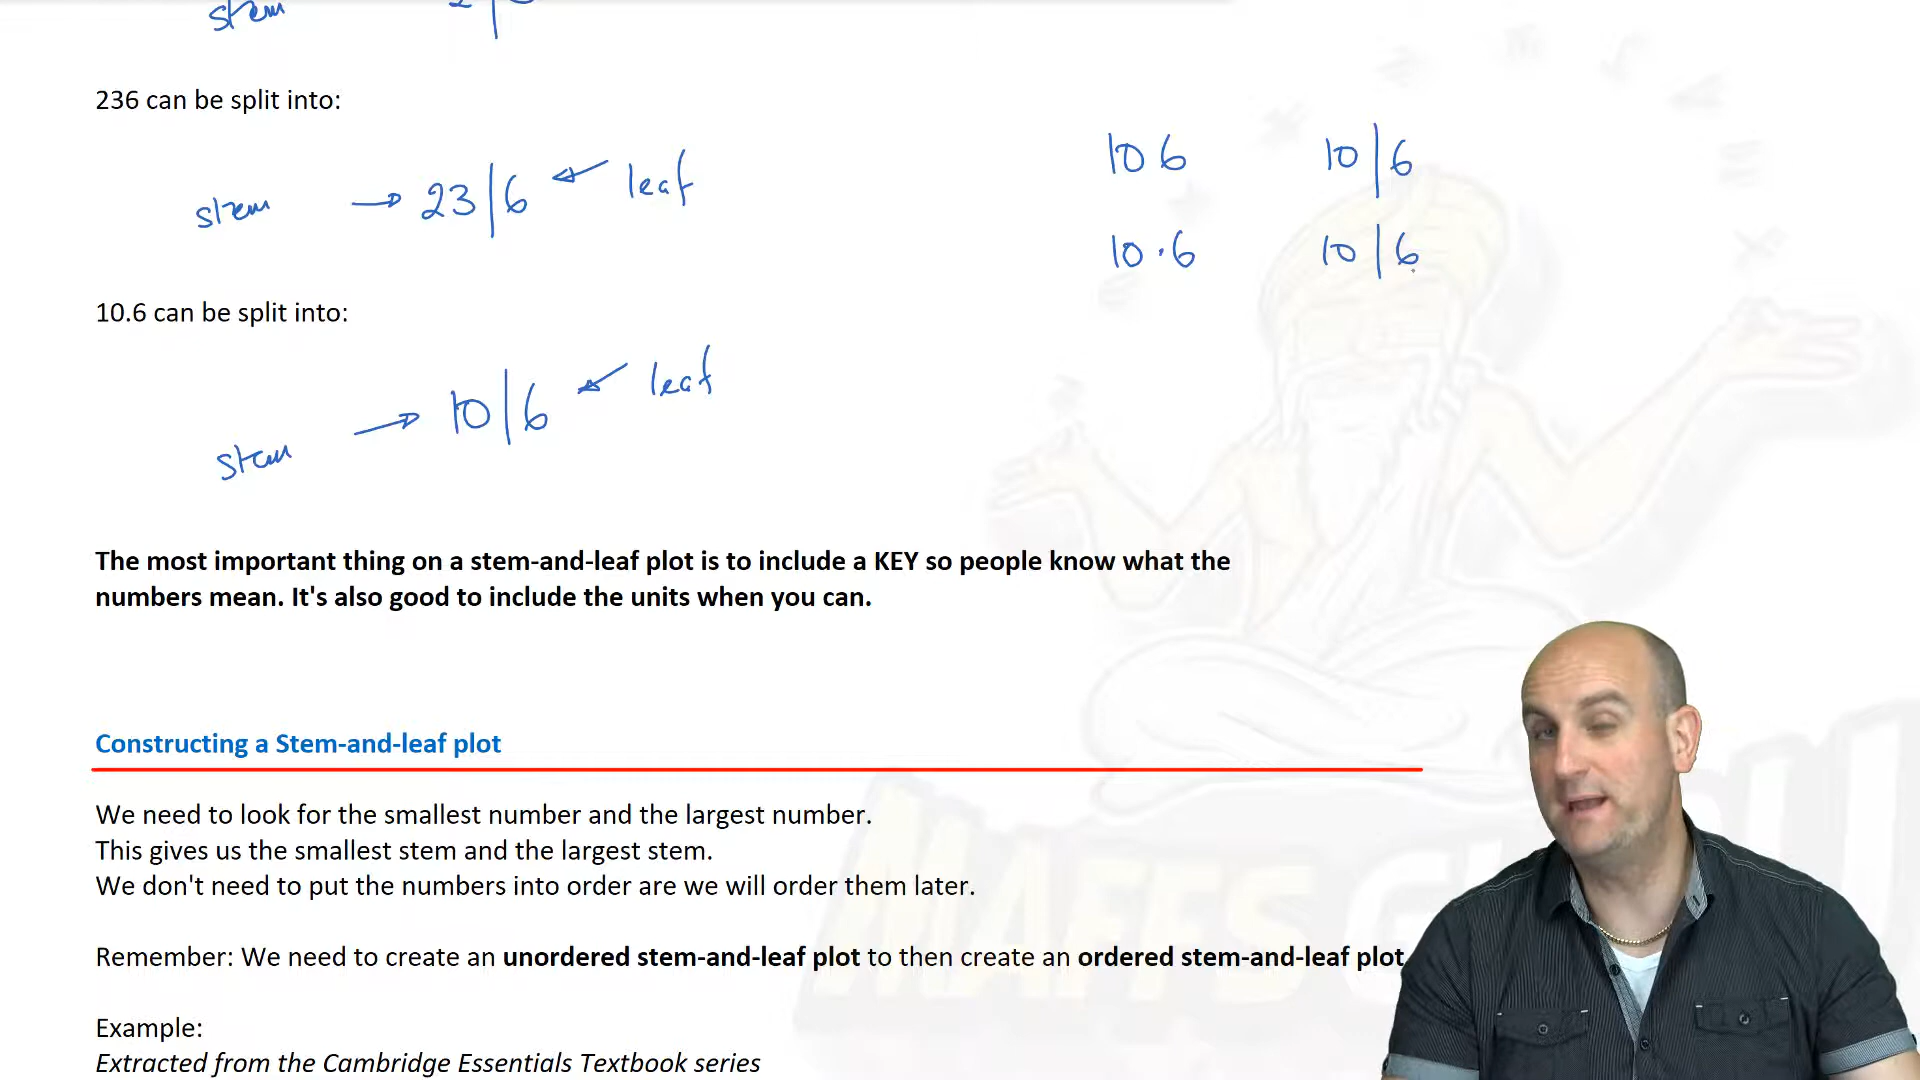 stem
236 can be split into:
106 10|6
stem → 23|6 ← leaf
10.6 10|6
10.6 can be split into:
stem → 10|6 ← leaf
The most important thing on a stem-and-leaf plot is to include a KEY so people know what the
numbers mean. It's also good to include the units when you can.
Constructing a Stem-and-leaf plot
We need to look for the smallest number and the largest number.
This gives us the smallest stem and the largest stem.
We don't need to put the numbers into order are we will order them later.
Remember: We need to create an unordered stem-and-leaf plot to then create an ordered stem-and-leaf plot
Example:
Extracted from the Cambridge Essentials Textbook series